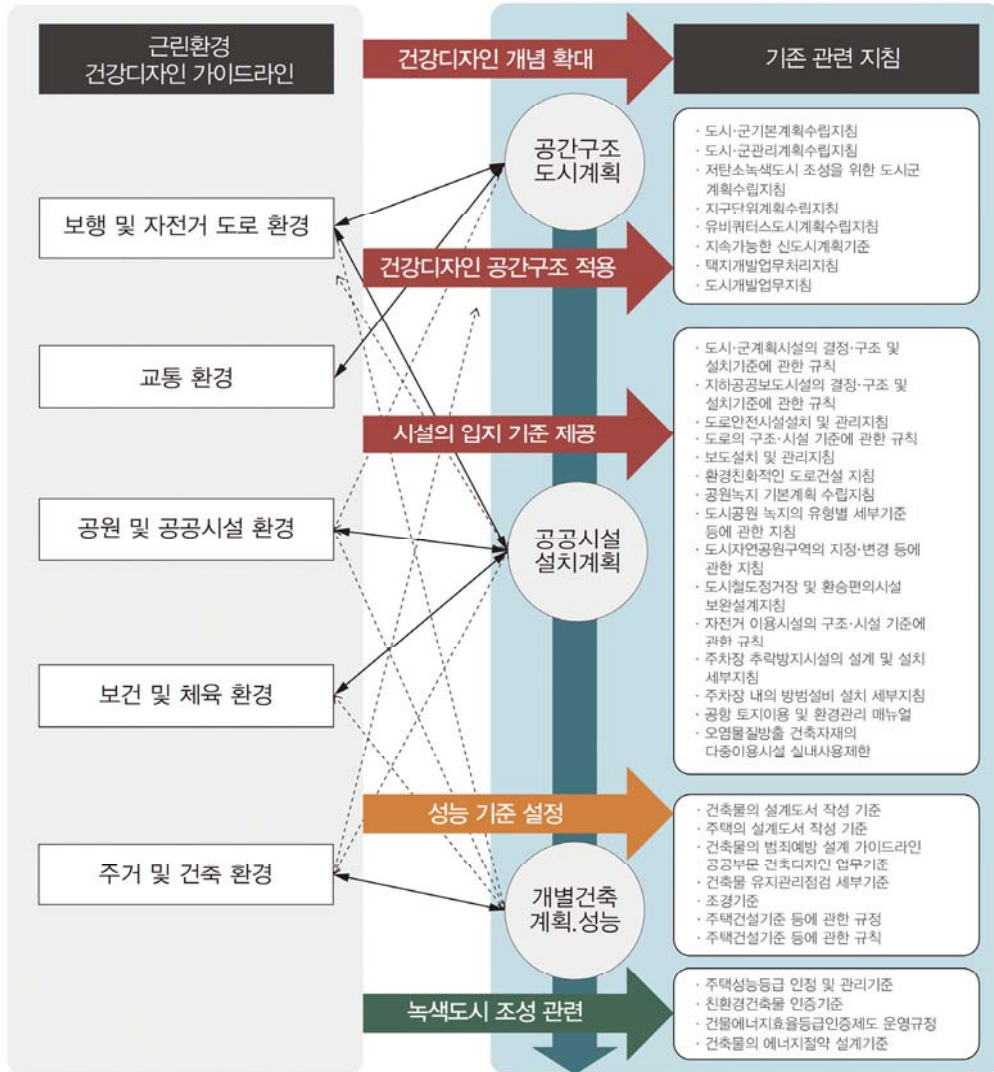 근린환경
건강디자인 가이드라인
건강디자인 개념 확대
기존 관련 지침
공간구조
도시계획
· 도시·군기본계획수립지침
· 도시·군관리계획수립지침
· 저탄소녹색도시 조성을 위한 도시군
계획수립지침
· 지구단위계획수립지침
· 유비쿼터스도시계획수립지침
· 지속가능한 신도시계획기준
· 택지개발업무처리지침
· 도시개발업무지침
보행 및 자전거 도로 환경
건강디자인 공간구조 적용
교통 환경
시설의 입지 기준 제공
· 도시·군계획시설의 결정·구조 및
설치기준에 관한 규칙
· 지하공공보도시설의 결정·구조 및
설치기준에 관한 규칙
· 도로안전시설설치 및 관리지침
· 도로의 구조·시설 기준에 관한 규칙
· 보도설치 및 관리지침
· 환경친화적인 도로건설 지침
· 공원녹지 기본계획 수립지침
· 도시공원 녹지의 유형별 세부기준
등에 관한 지침
· 도시자연공원구역의 지정·변경 등에
관한 지침
· 도시철도정거장 및 환승편의시설
보완설계지침
· 자전거 이용시설의 구조·시설 기준에
관한 규칙
· 주차장 추락방지시설의 설계 및 설치
세부지침
· 주차장 내의 방범설비 설치 세부지침
· 공항 토지이용 및 환경관리 매뉴얼
· 오염물질방출 건축자재의
다중이용시설 실내사용제한
공원 및 공공시설 환경
공공시설
설치계획
보건 및 체육 환경
성능 기준 설정
· 건축물의 설계도서 작성 기준
· 주택의 설계도서 작성 기준
· 건축물의 범죄예방 설계 가이드라인
공공부문 건축디자인 업무기준
· 건축물 유지관리점검 세부기준
· 조경기준
· 주택건설기준 등에 관한 규정
· 주택건설기준 등에 관한 규칙
주거 및 건축 환경
개별건축
계획.성능
녹색도시 조성 관련
· 주택성능등급 인정 및 관리기준
· 친환경건축물 인증기준
· 건물에너지효율등급인증제도 운영규정
· 건축물의 에너지절약 설계기준